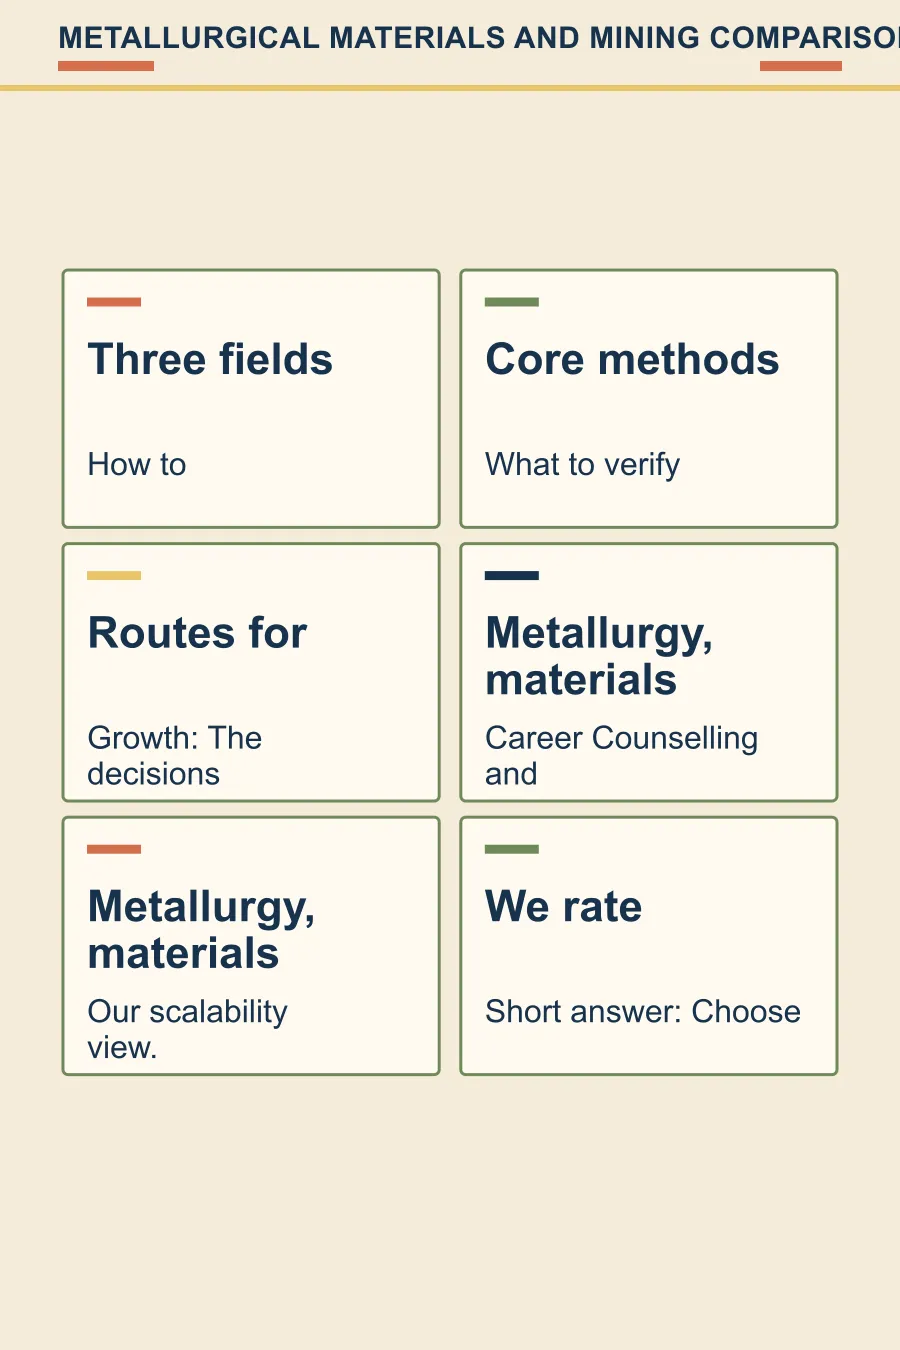 METALLURGICAL MATERIALS AND MINING COMPARISO
Three fields
How to
Core methods
What to verify
Routes for
Growth: The
decisions
Metallurgy,
materials
Career Counselling
and
Metallurgy,
materials
Our scalability
view.
We rate
Short answer: Choose